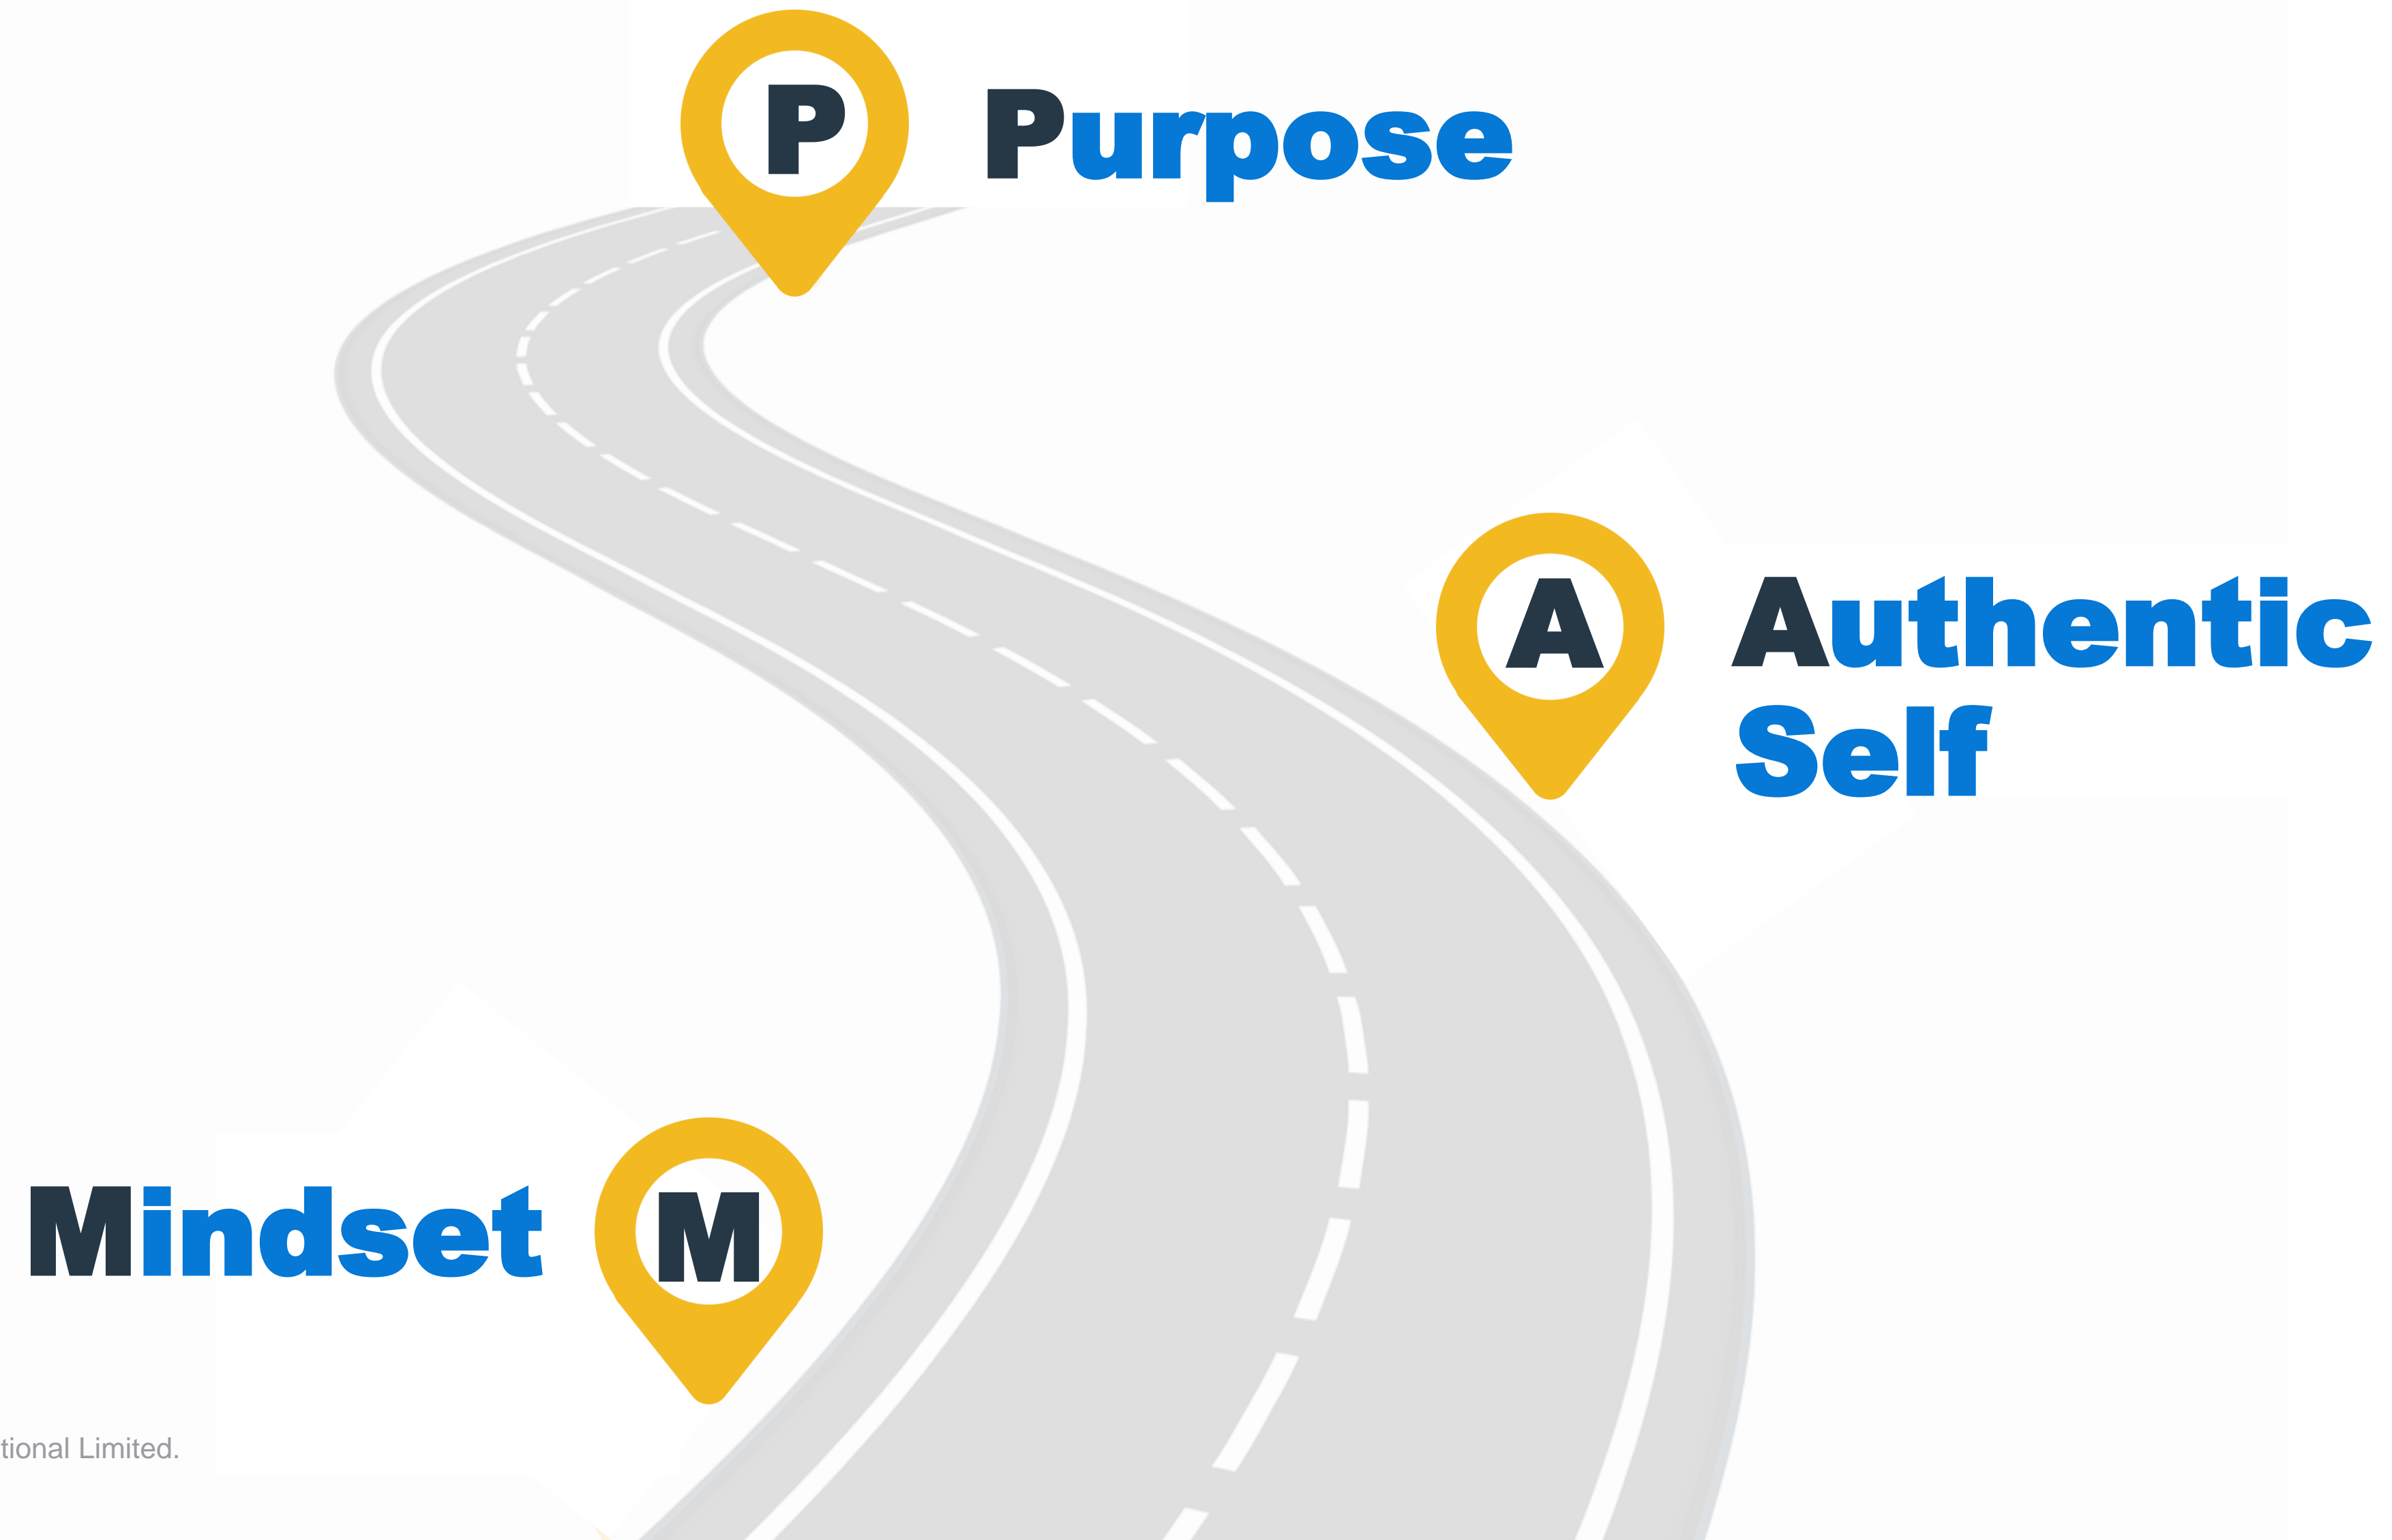 P
Purpose
A
Authentic
Self
Mindset
M
tional Limited.